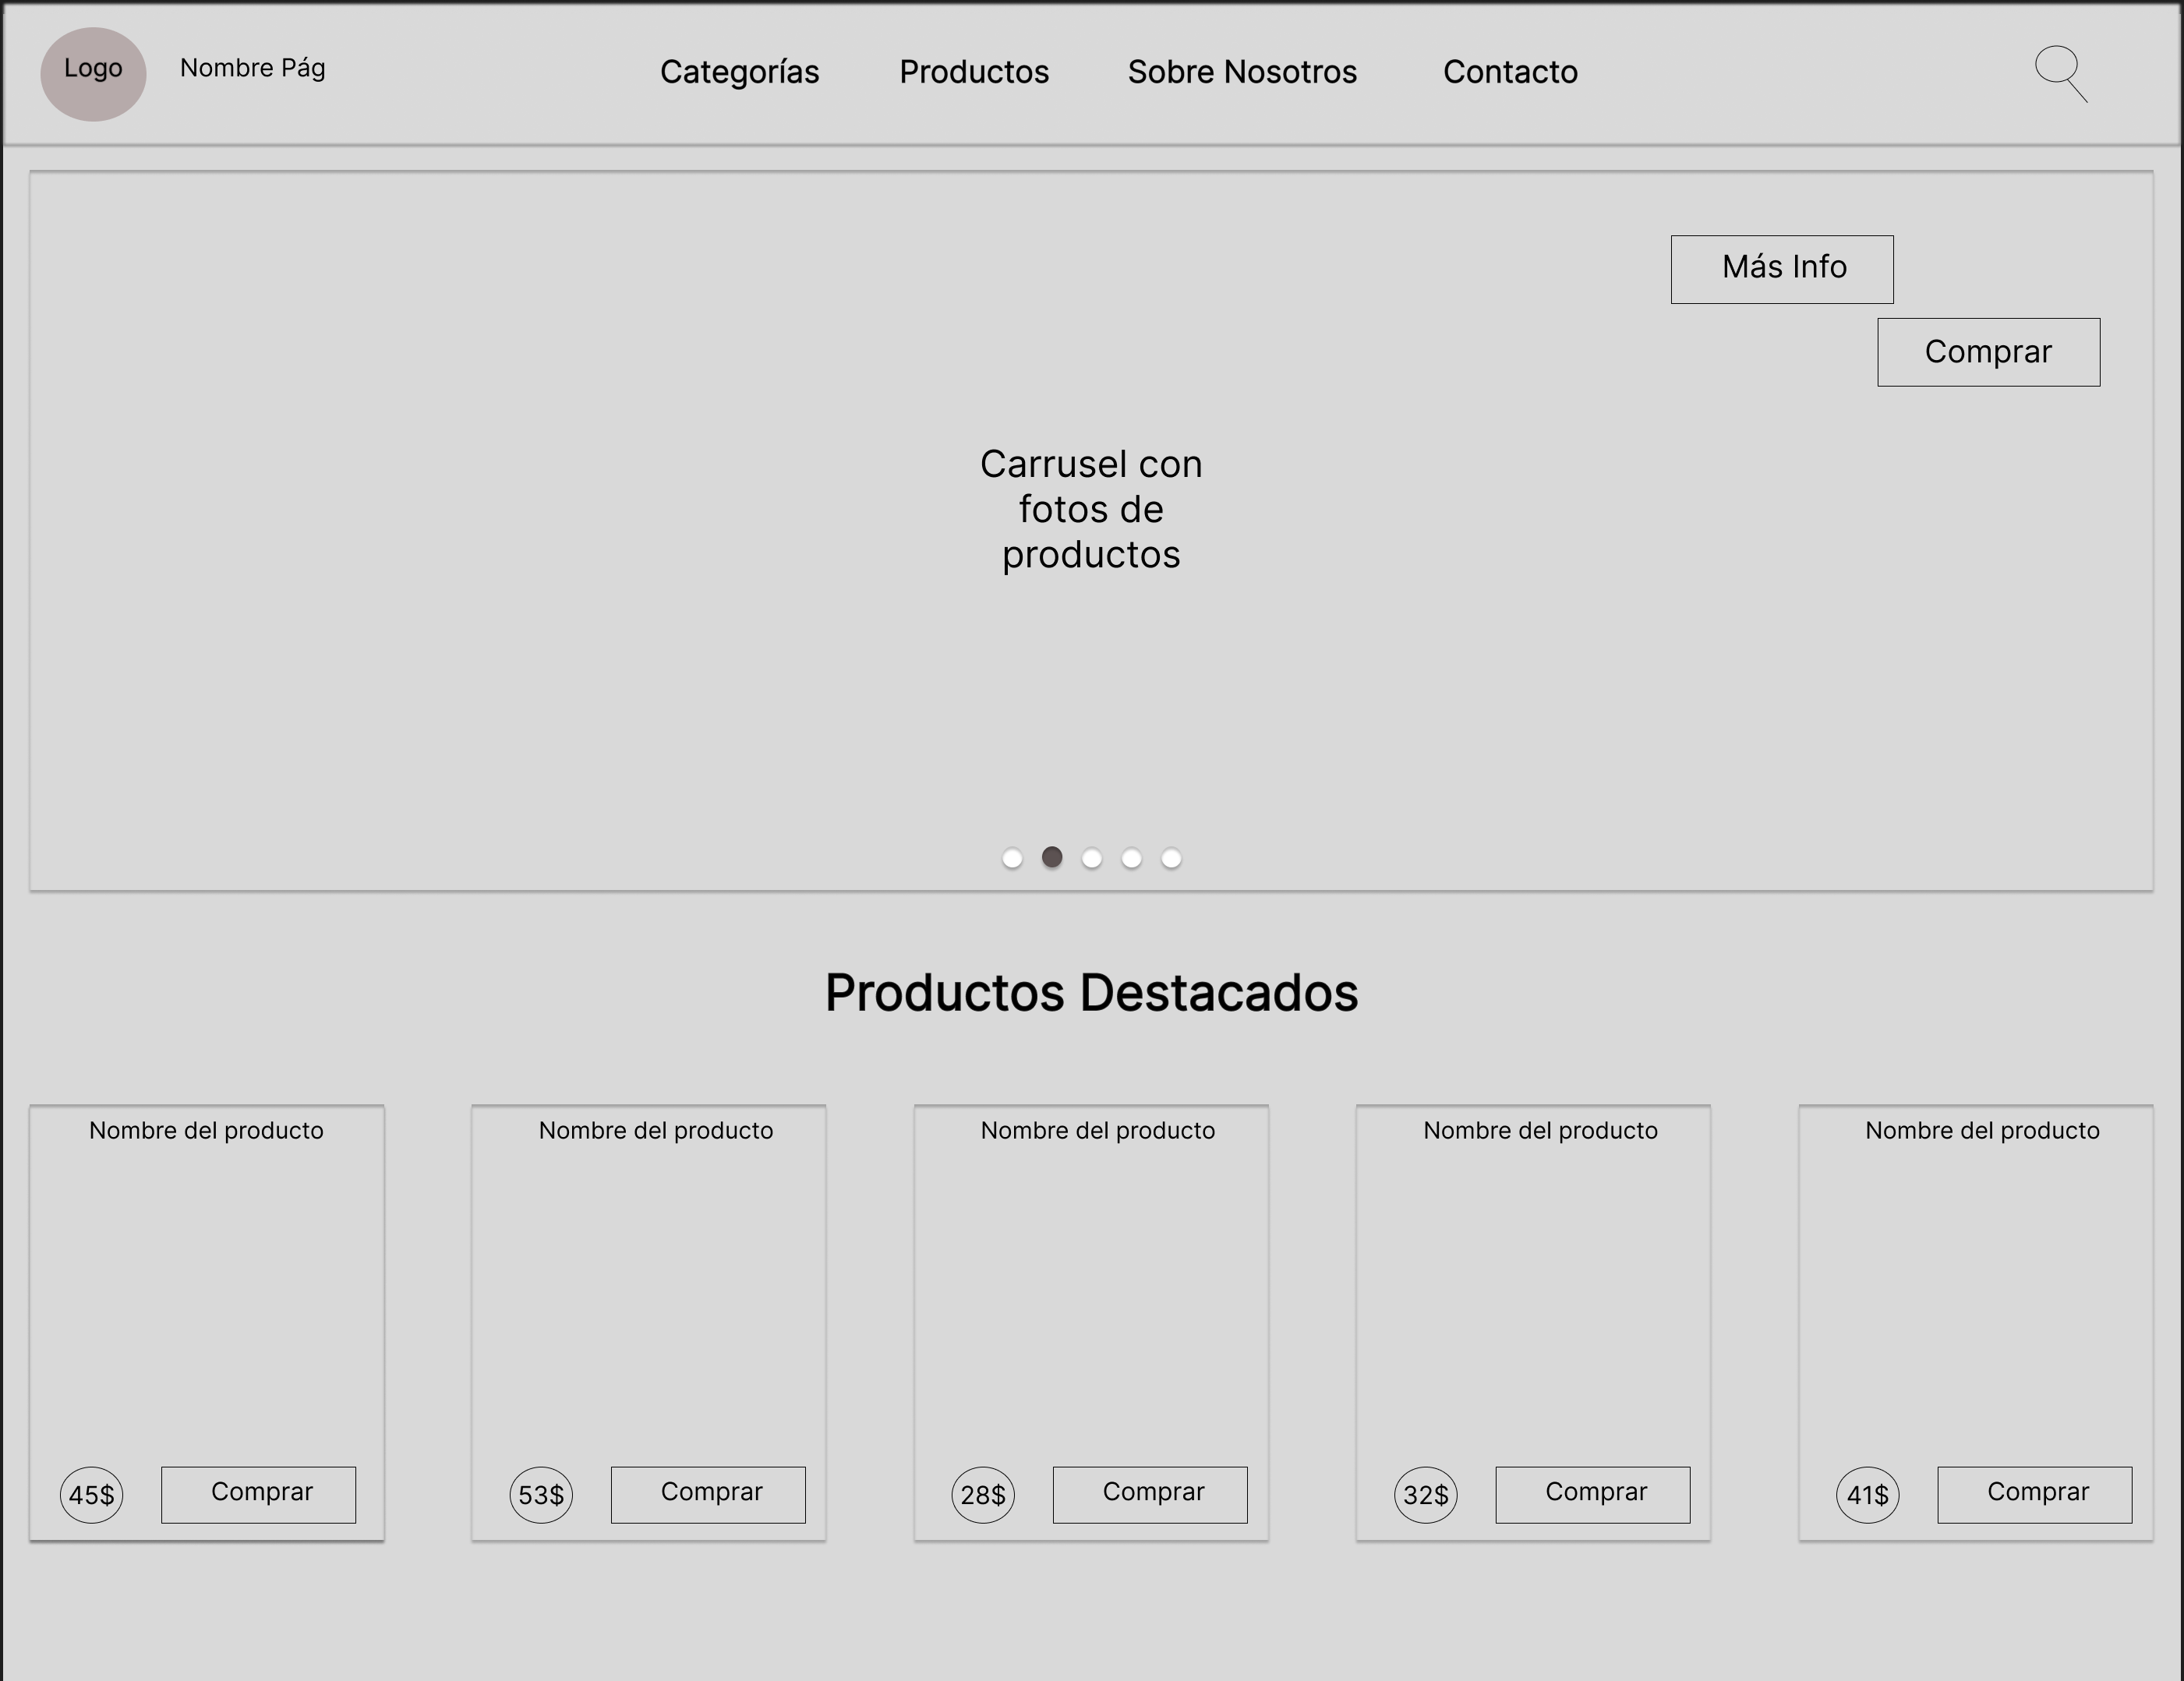 Logo
Nombre Pág
Categorías
Productos
Sobre Nosotros
Contacto
Más Info
Comprar
Carrusel con
fotos de
productos
Productos Destacados
Nombre del producto
45$
Comprar
Nombre del producto
53$
Comprar
Nombre del producto
28$
Comprar
Nombre del producto
32$
Comprar
Nombre del producto
41$
Comprar